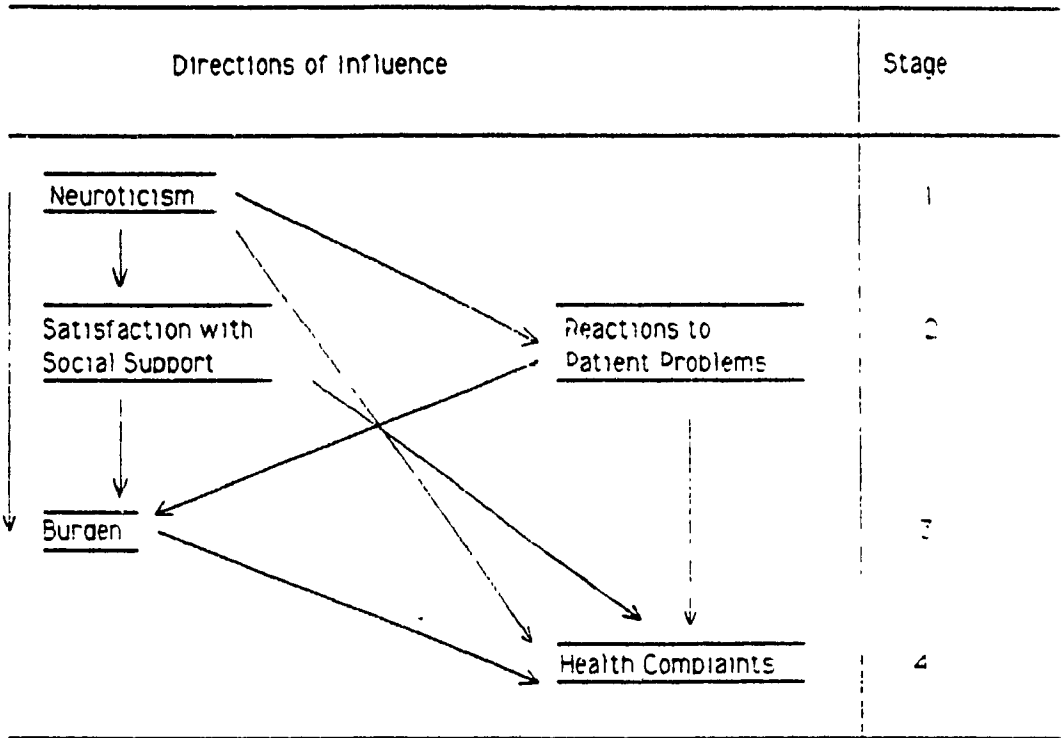 Directions of Influence Stage
Neuroticism 1
Satisfaction with
Social Support
Reactions to
Patient Problems
2
Burden 3
Health Complaints 4